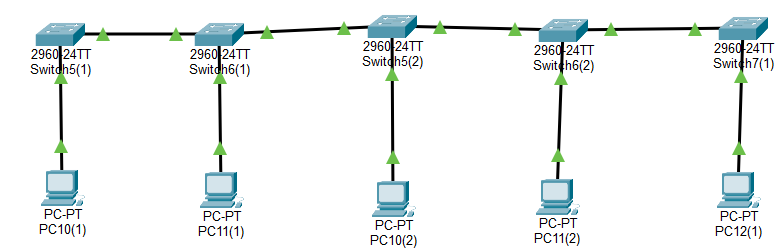 2960-24TT
Switch5(1)
2960-24TT
Switch6(1)
2960-24TT
Switch5(2)
2960-24TT
Switch6(2)
2960-24TT
Switch7(1)
PC-PT
PC10(1)
PC-PT
PC11(1)
PC-PT
PC10(2)
PC-PT
PC11(2)
PC-PT
PC12(1)